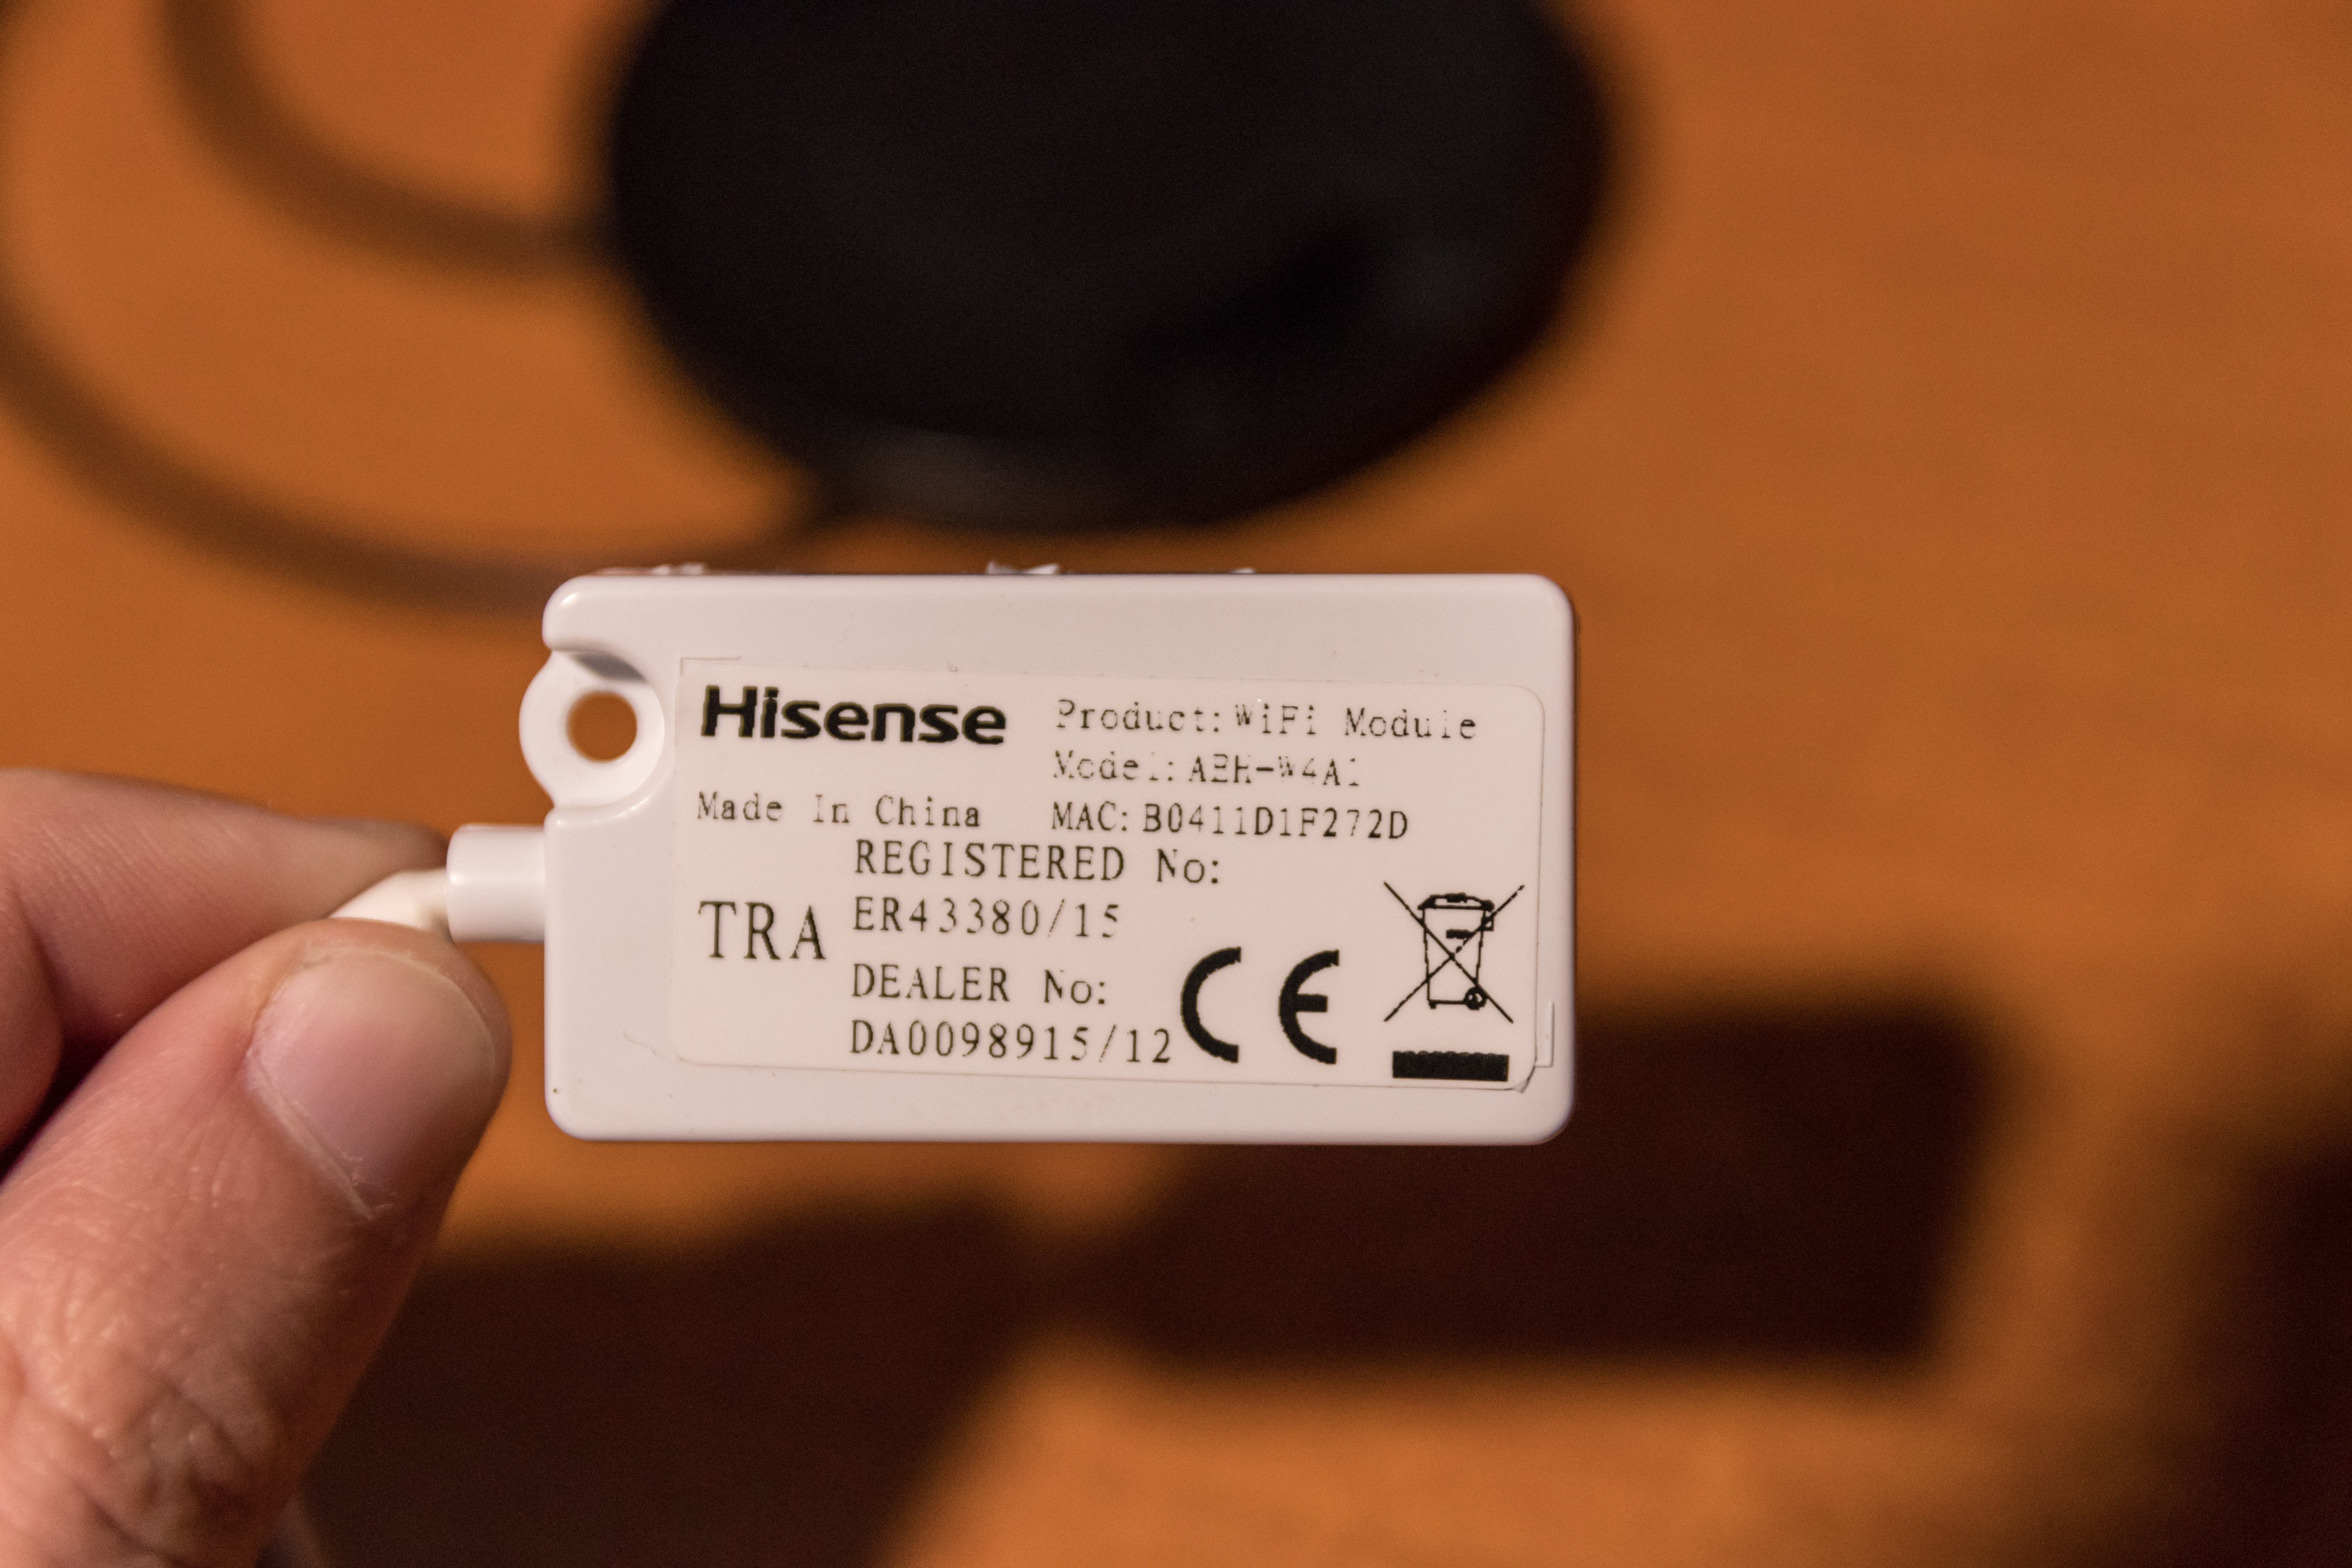 Hisense
Product: WiFi Module
Model: AEH-W4A1
Made In China
MAC: B0411D1F272D
REGISTERED No:
TRA
ER43380/15
DEALER No:
DA0098915/12
CE